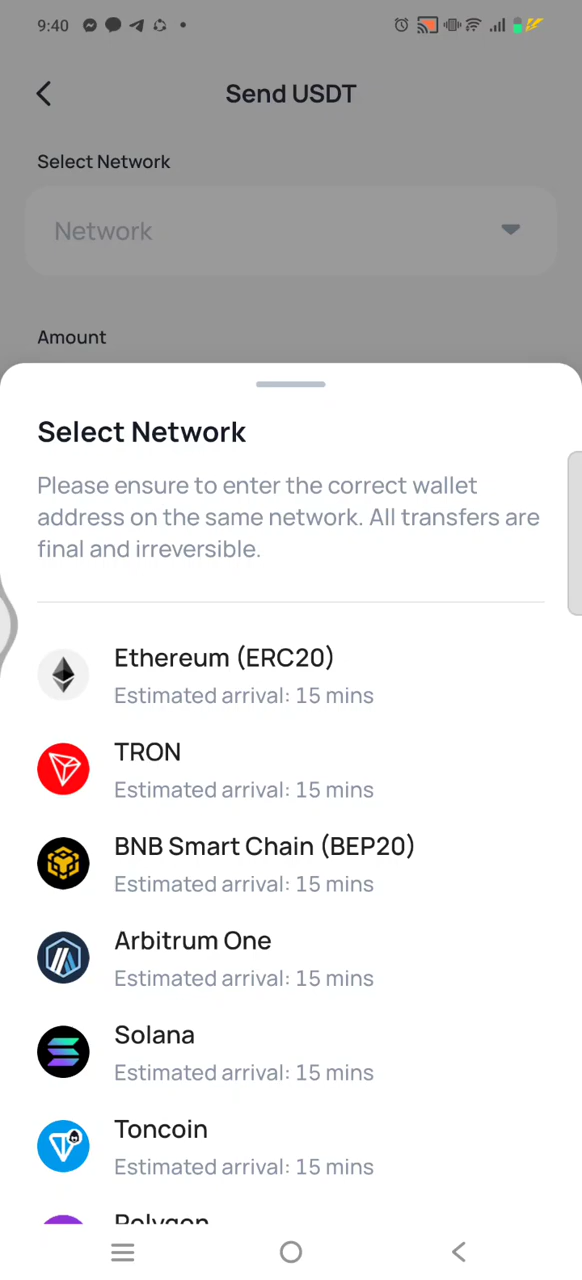 9:40
Send USDT
Select Network
Network
Amount
Select Network
Please ensure to enter the correct wallet
address on the same network. All transfers are
final and irreversible.
Ethereum (ERC20)
Estimated arrival: 15 mins
TRON
Estimated arrival: 15 mins
BNB Smart Chain (BEP20)
Estimated arrival: 15 mins
Arbitrum One
Estimated arrival: 15 mins
Solana
Estimated arrival: 15 mins
Toncoin
Estimated arrival: 15 mins
Polygon